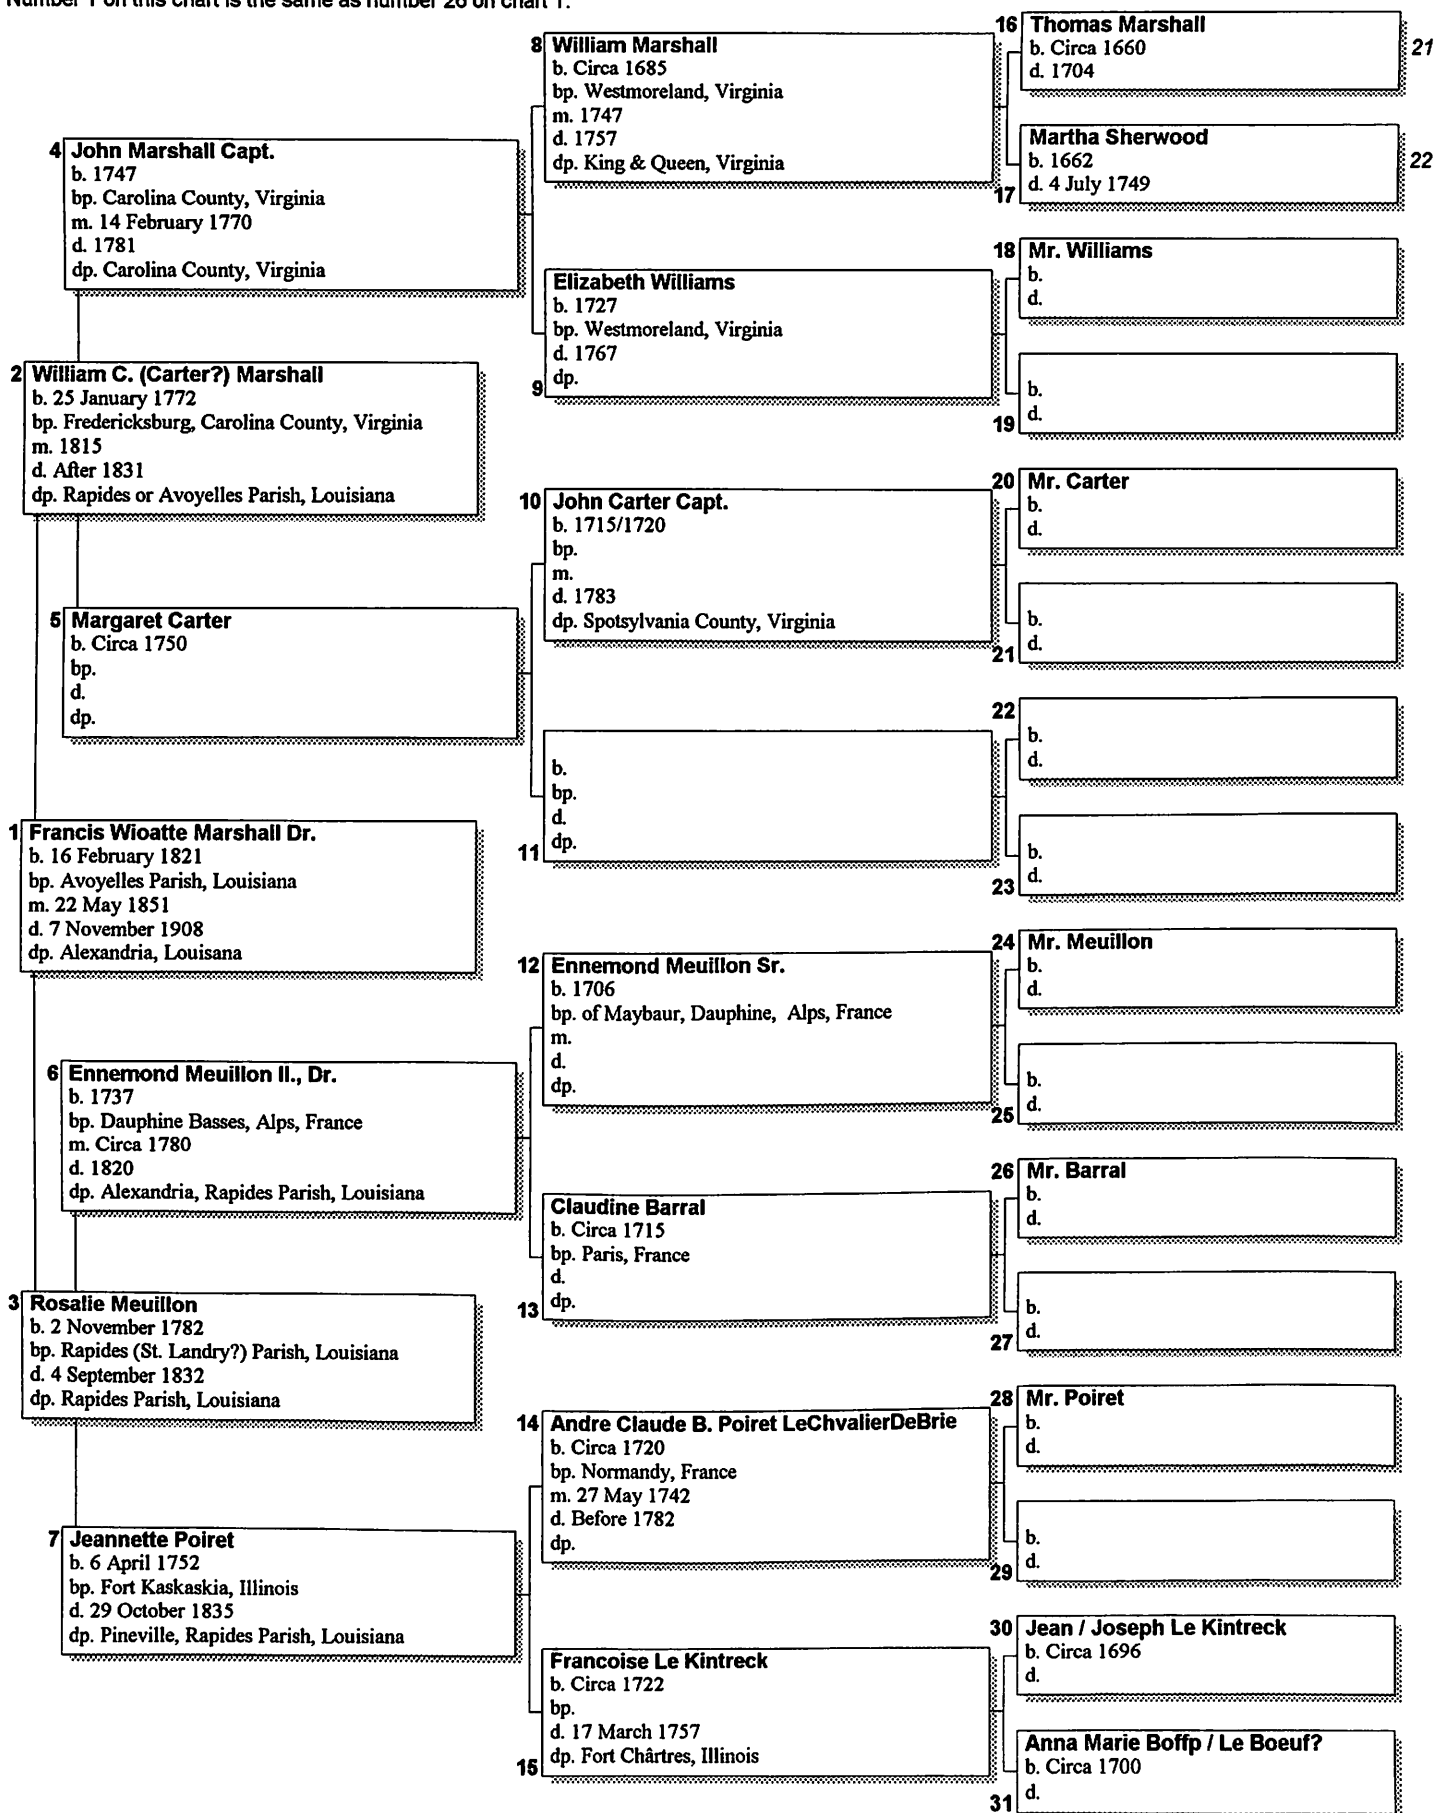 Number 1 on this chart is the same as number 26 on chart 1.
16 Thomas Marshall
b. Circa 1660
d. 1704
21
8 William Marshall
b. Circa 1685
bp. Westmoreland, Virginia
m. 1747
d. 1757
dp. King & Queen, Virginia
Martha Sherwood
b. 1662
d. 4 July 1749
17
22
4 John Marshall Capt.
b. 1747
bp. Carolina County, Virginia
m. 14 February 1770
d. 1781
dp. Carolina County, Virginia
18 Mr. Williams
b.
d.
Elizabeth Williams
b. 1727
bp. Westmoreland, Virginia
d. 1767
dp.
9
b.
d.
19
2 William C. (Carter?) Marshall
b. 25 January 1772
bp. Fredericksburg, Carolina County, Virginia
m. 1815
d. After 1831
dp. Rapides or Avoyelles Parish, Louisiana
20 Mr. Carter
b.
d.
10 John Carter Capt.
b. 1715/1720
bp.
m.
d. 1783
dp. Spotsylvania County, Virginia
b.
d.
21
5 Margaret Carter
b. Circa 1750
bp.
d.
dp.
22
b.
d.
b.
bp.
d.
dp.
11
b.
d.
23
1 Francis Wioatte Marshall Dr.
b. 16 February 1821
bp. Avoyelles Parish, Louisiana
m. 22 May 1851
d. 7 November 1908
dp. Alexandria, Louisana
24 Mr. Meuillon
b.
d.
12 Ennemond Meuillon Sr.
b. 1706
bp. of Maybaur, Dauphine, Alps, France
m.
d.
dp.
b.
d.
25
6 Ennemond Meuillon II., Dr.
b. 1737
bp. Dauphine Basses, Alps, France
m. Circa 1780
d. 1820
dp. Alexandria, Rapides Parish, Louisiana
26 Mr. Barral
b.
d.
Claudine Barral
b. Circa 1715
bp. Paris, France
d.
dp.
13
b.
d.
27
3 Rosalie Meuillon
b. 2 November 1782
bp. Rapides (St. Landry?) Parish, Louisiana
d. 4 September 1832
dp. Rapides Parish, Louisiana
28 Mr. Poiret
b.
d.
14 Andre Claude B. Poiret LeChvalierDeBrie
b. Circa 1720
bp. Normandy, France
m. 27 May 1742
d. Before 1782
dp.
b.
d.
29
7 Jeannette Poiret
b. 6 April 1752
bp. Fort Kaskaskia, Illinois
d. 29 October 1835
dp. Pineville, Rapides Parish, Louisiana
30 Jean / Joseph Le Kintreck
b. Circa 1696
d.
Francoise Le Kintreck
b. Circa 1722
bp.
d. 17 March 1757
dp. Fort Chârtres, Illinois
15
Anna Marie Boffp / Le Boeuf?
b. Circa 1700
d.
31